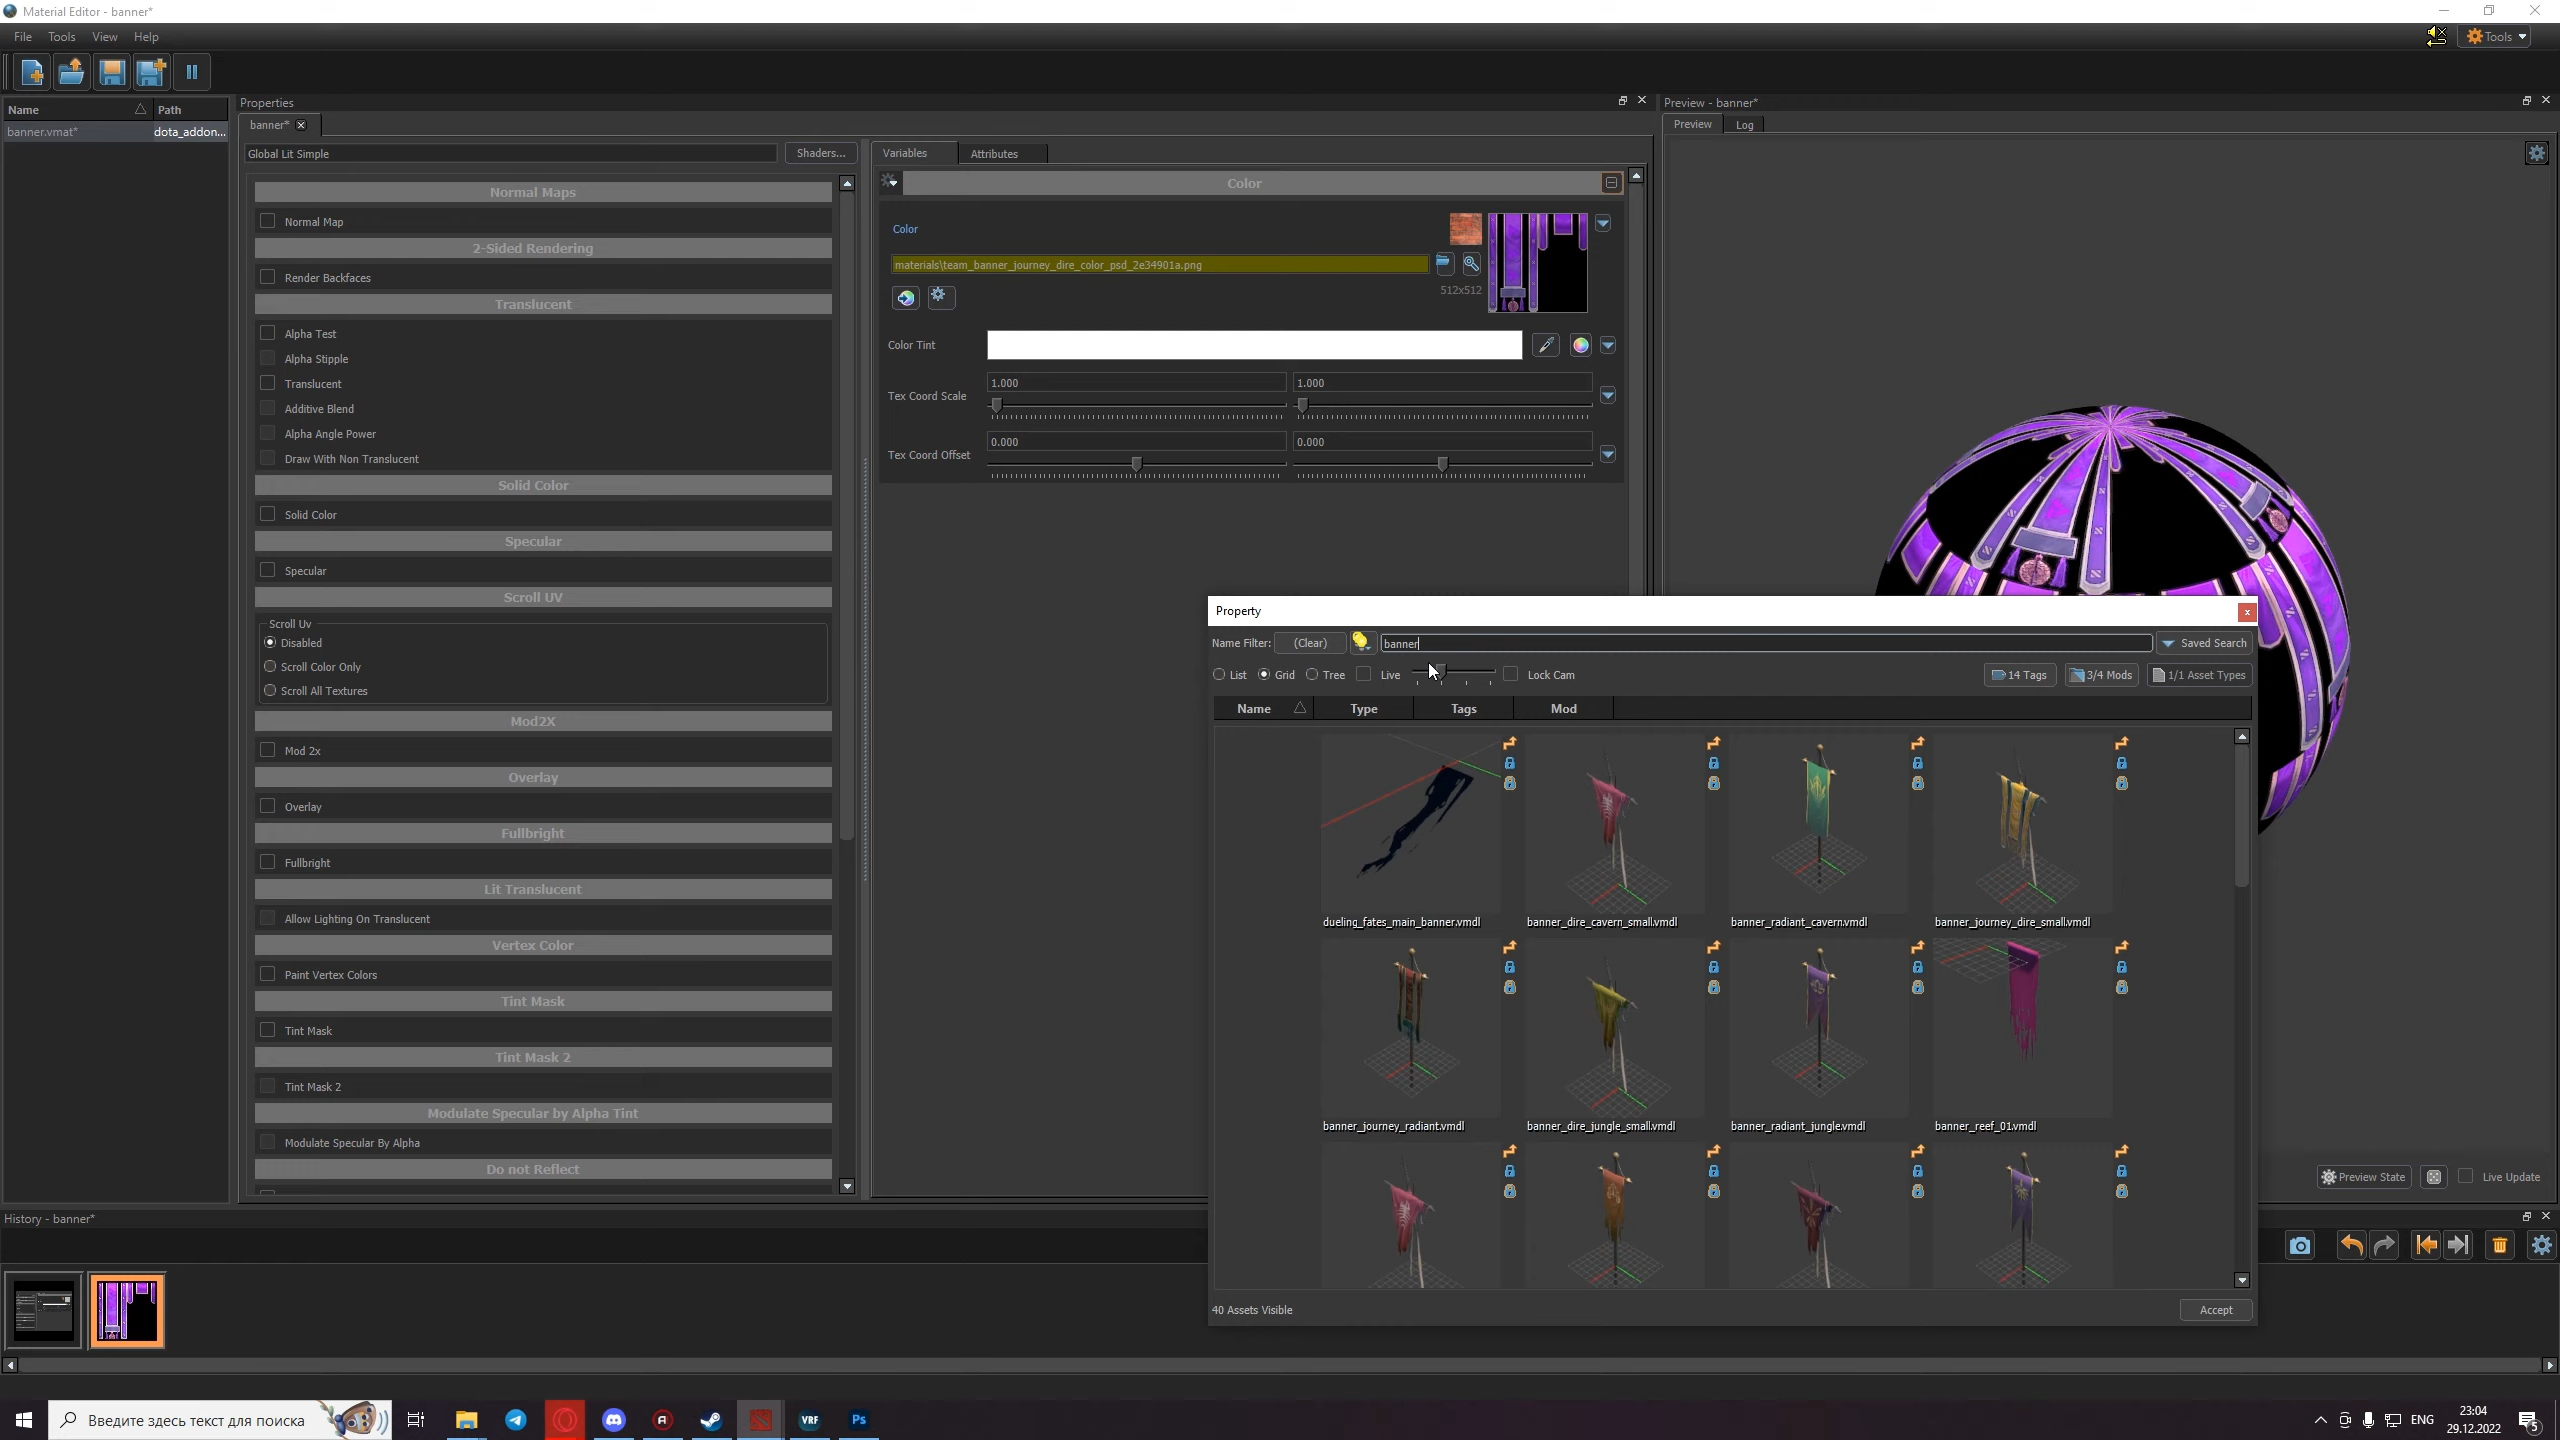 Material Editor - banner*
File Tools View Help
Tools
Name Path
banner.vmat* dota_addon...
Properties
banner*
Global Lit Simple
Shaders...
Normal Maps
Normal Map
2-Sided Rendering
Render Backfaces
Translucent
Alpha Test
Alpha Stipple
Translucent
Additive Blend
Alpha Angle Power
Draw With Non Translucent
Solid Color
Solid Color
Specular
Specular
Scroll UV
Scroll Uv
Disabled
Scroll Color Only
Scroll All Textures
Mod2X
Mod 2x
Overlay
Overlay
Fullbright
Fullbright
Lit Translucent
Allow Lighting On Translucent
Vertex Color
Paint Vertex Colors
Tint Mask
Tint Mask
Tint Mask 2
Tint Mask 2
Modulate Specular by Alpha Tint
Modulate Specular By Alpha
Do not Reflect
Variables Attributes
Color
Color
materials\team_banner_journey_dire_color_psd_2e34901a.png
512x512
Color Tint
Tex Coord Scale 1.000 1.000
Tex Coord Offset 0.000 0.000
Preview - banner*
Preview Log
Property
Name Filter: (Clear) banner Saved Search
List Grid Tree Live Lock Cam 14 Tags 3/4 Mods 1/1 Asset Types
Name Type Tags Mod
dueling_fates_main_banner.vmdl banner_dire_cavern_small.vmdl banner_radiant_cavern.vmdl banner_journey_dire_small.vmdl
banner_journey_radiant.vmdl banner_dire_jungle_small.vmdl banner_radiant_jungle.vmdl banner_reef_01.vmdl
40 Assets Visible
Accept
Preview State Live Update
History - banner*
Введите здесь текст для поиска
VRF Ps
ENG
23:04
29.12.2022
5